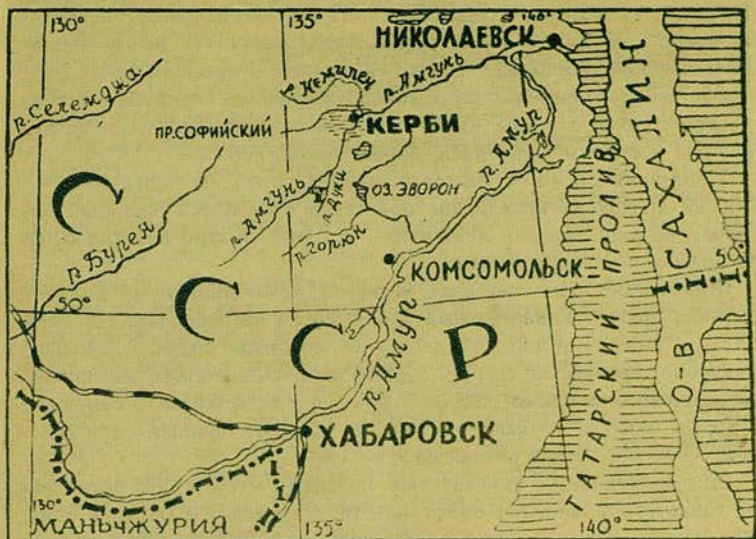 130°
135°
140°
НИКОЛАЕВСК
р. Селемджа
р. Немилен
р. Амгунь
ПР. СОФИЙСКИЙ
КЕРБИ
р. Амур
САХАЛИН
О-В
р. Амгунь
р. Дуки
ОЗ. ЭВОРОН
р. Горюн
р. Бурея
КОМСОМОЛЬСК
50°
50°
С С С Р
р. Амур
ТАТАРСКИЙ ПРОЛИВ
ХАБАРОВСК
130°
МАНЬЧЖУРИЯ
135°
140°